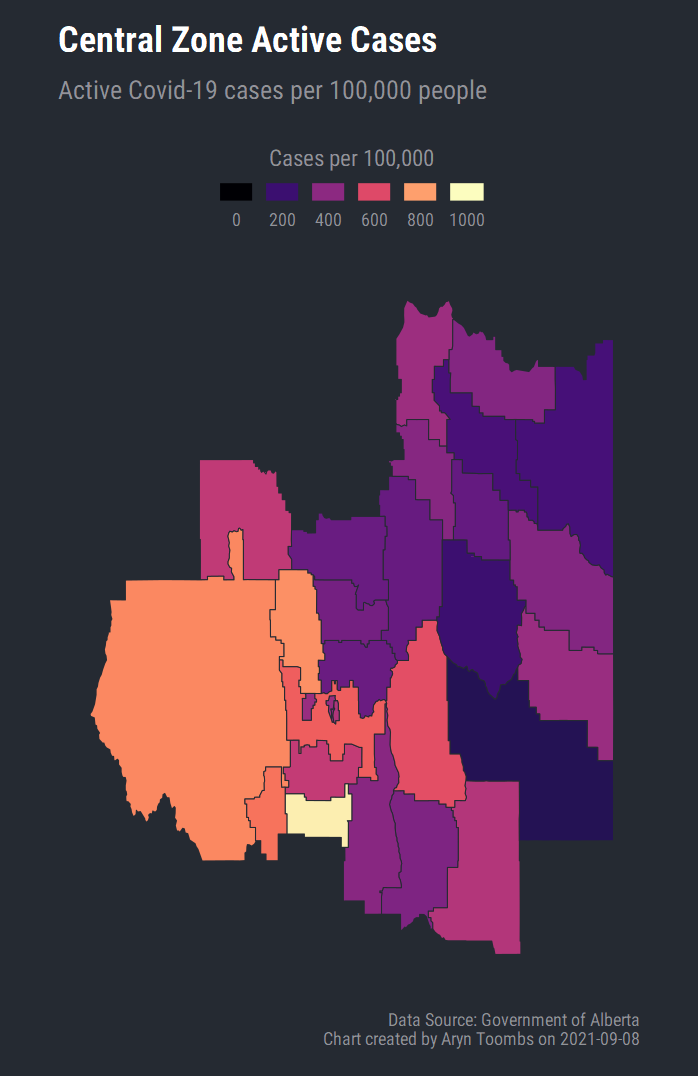 Central Zone Active Cases
Active Covid-19 cases per 100,000 people
Cases per 100,000
0 200 400 600 800 1000
Data Source: Government of Alberta
Chart created by Aryn Toombs on 2021-09-08